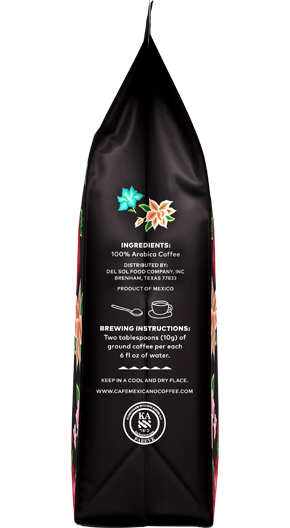 INGREDIENTS:
100% Arabica Coffee
DISTRIBUTED BY:
DEL SOL FOOD COMPANY, INC
BRENHAM, TEXAS 77833
PRODUCT OF MEXICO
BREWING INSTRUCTIONS:
Two tablespoons (10g) of
ground coffee per each
6 fl oz of water.
KEEP IN A COOL AND DRY PLACE.
WWW.CAFEMEXICANOCOFFEE.COM
KA
PAREVE